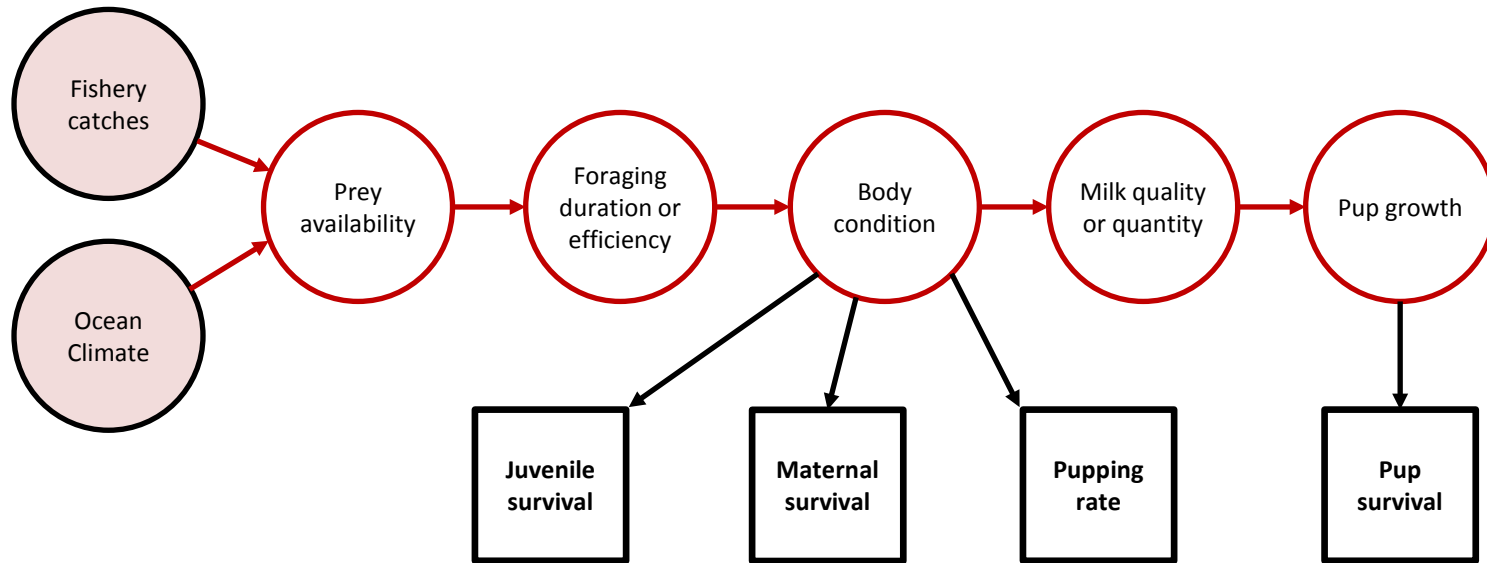 Fishery
catches
Ocean
Climate
Prey
availability
Foraging
duration or
efficiency
Body
condition
Milk quality
or quantity
Pup growth
Juvenile
survival
Maternal
survival
Pupping
rate
Pup
survival